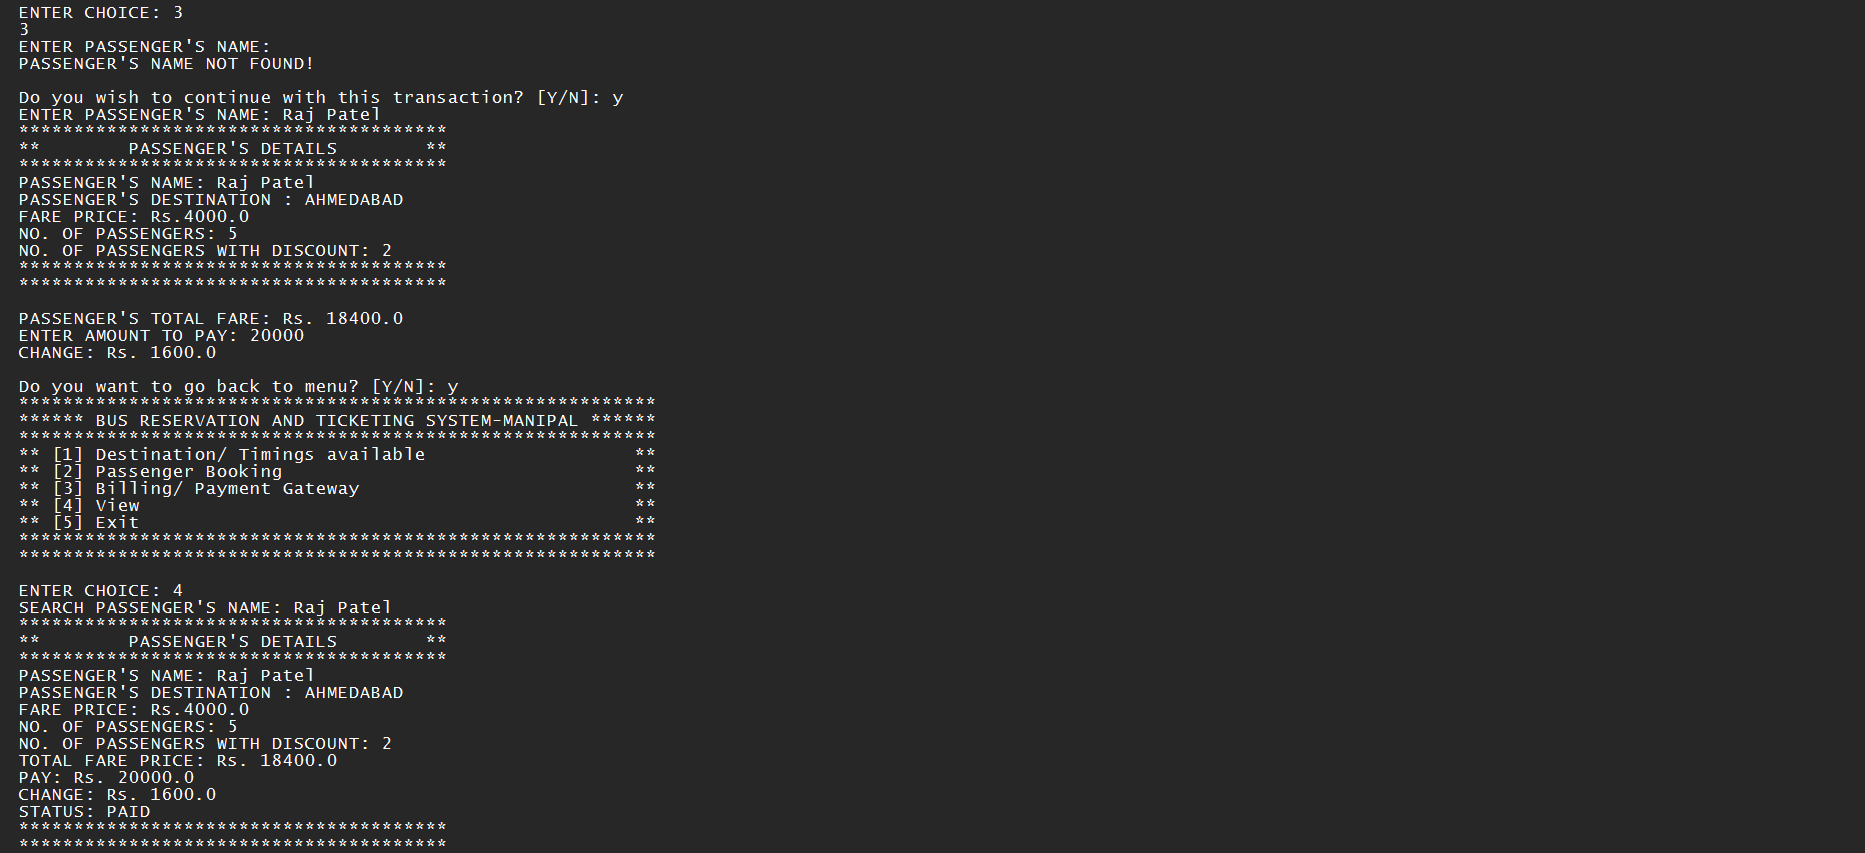 ENTER CHOICE: 3
3
ENTER PASSENGER'S NAME:
PASSENGER'S NAME NOT FOUND!
Do you wish to continue with this transaction? [Y/N]: y
ENTER PASSENGER'S NAME: Raj Patel
***************************************
**        PASSENGER'S DETAILS        **
***************************************
PASSENGER'S NAME: Raj Patel
PASSENGER'S DESTINATION : AHMEDABAD
FARE PRICE: Rs.4000.0
NO. OF PASSENGERS: 5
NO. OF PASSENGERS WITH DISCOUNT: 2
***************************************
***************************************
PASSENGER'S TOTAL FARE: Rs. 18400.0
ENTER AMOUNT TO PAY: 20000
CHANGE: Rs. 1600.0
Do you want to go back to menu? [Y/N]: y
**********************************************************
****** BUS RESERVATION AND TICKETING SYSTEM-MANIPAL ******
**********************************************************
** [1] Destination/ Timings available                   **
** [2] Passenger Booking                                **
** [3] Billing/ Payment Gateway                         **
** [4] View                                             **
** [5] Exit                                             **
**********************************************************
**********************************************************
ENTER CHOICE: 4
SEARCH PASSENGER'S NAME: Raj Patel
***************************************
**        PASSENGER'S DETAILS        **
***************************************
PASSENGER'S NAME: Raj Patel
PASSENGER'S DESTINATION : AHMEDABAD
FARE PRICE: Rs.4000.0
NO. OF PASSENGERS: 5
NO. OF PASSENGERS WITH DISCOUNT: 2
TOTAL FARE PRICE: Rs. 18400.0
PAY: Rs. 20000.0
CHANGE: Rs. 1600.0
STATUS: PAID
***************************************
***************************************